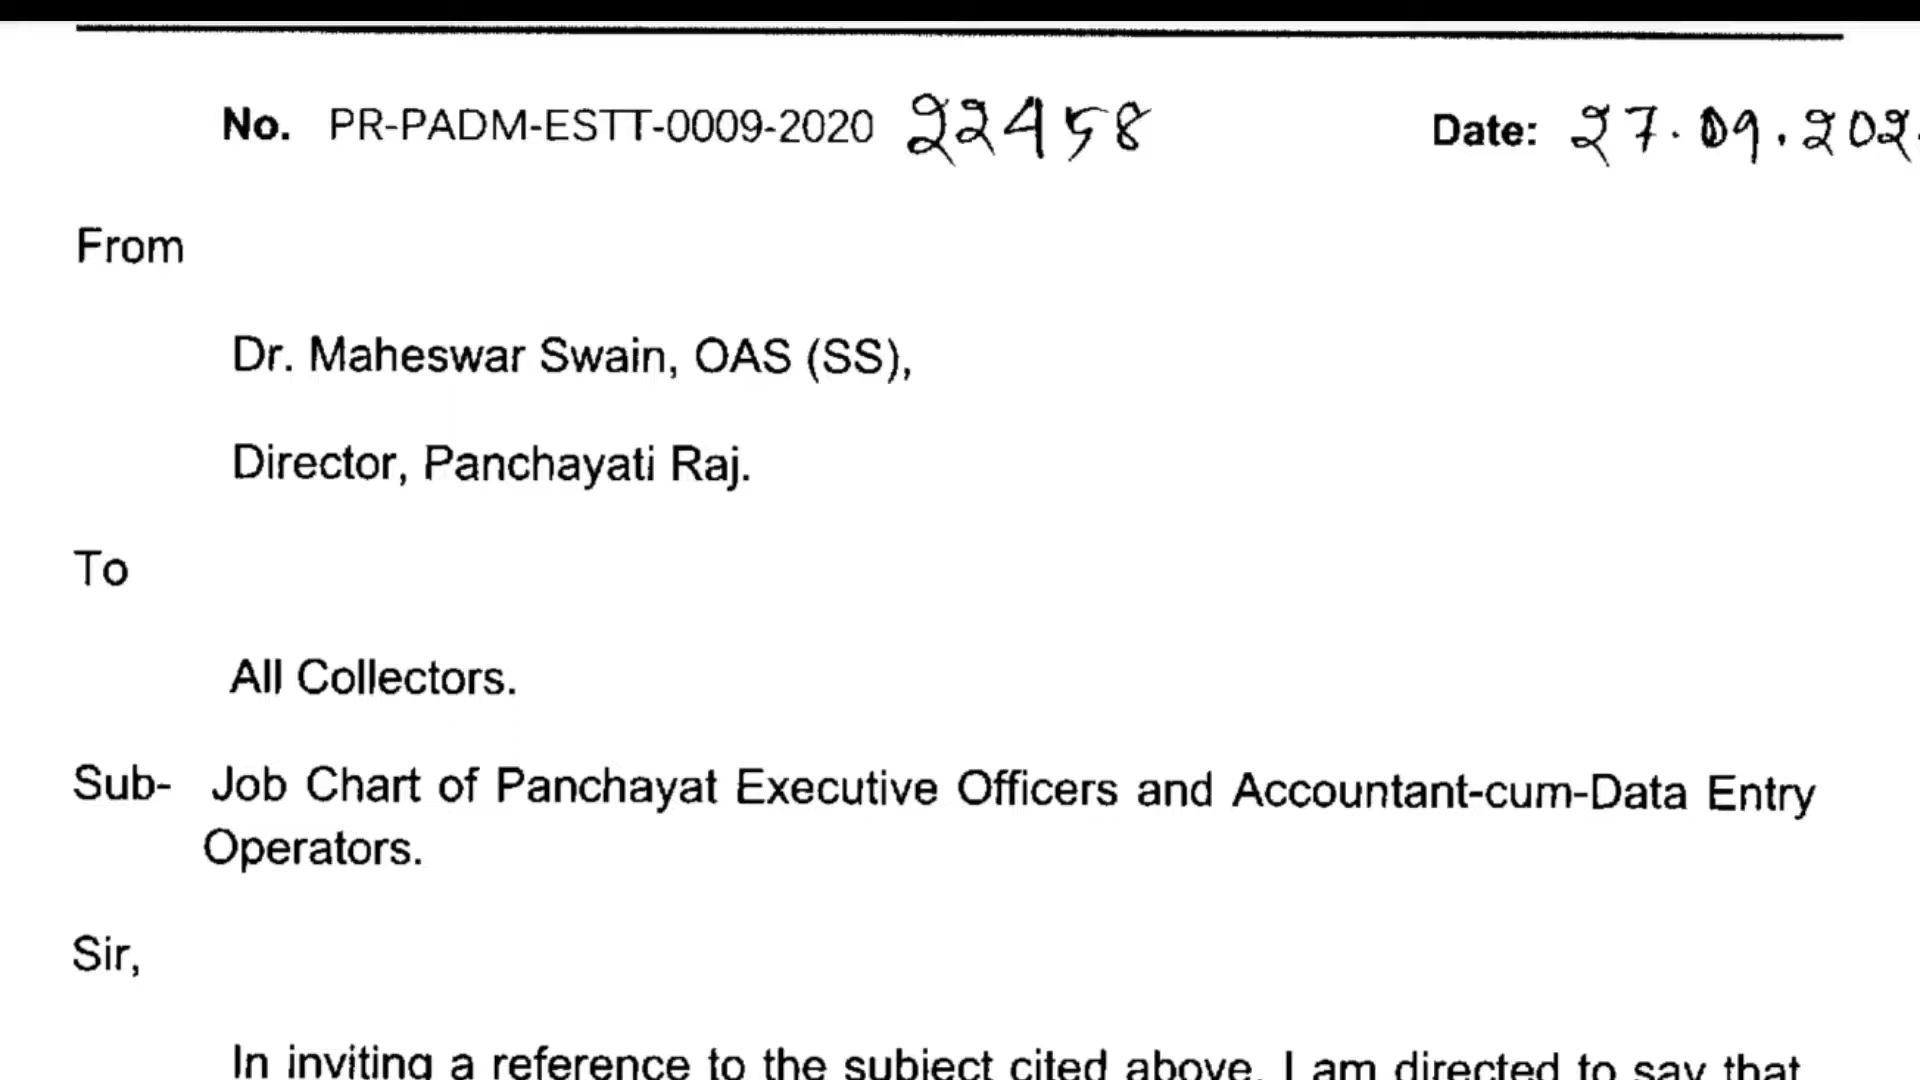 No. PR-PADM-ESTT-0009-2020 22458 Date: 27.09.202
From
Dr. Maheswar Swain, OAS (SS),
Director, Panchayati Raj.
To
All Collectors.
Sub- Job Chart of Panchayat Executive Officers and Accountant-cum-Data Entry
Operators.
Sir,
In inviting a reference to the subject cited above, I am directed to say that